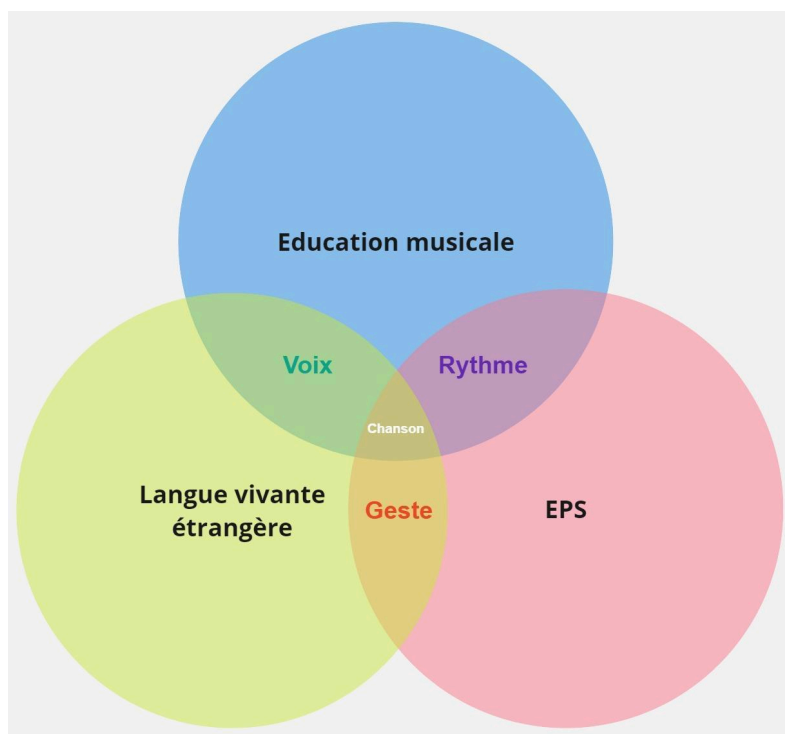 Education musicale
Voix
Rythme
Chanson
Langue vivante
étrangère
Geste
EPS